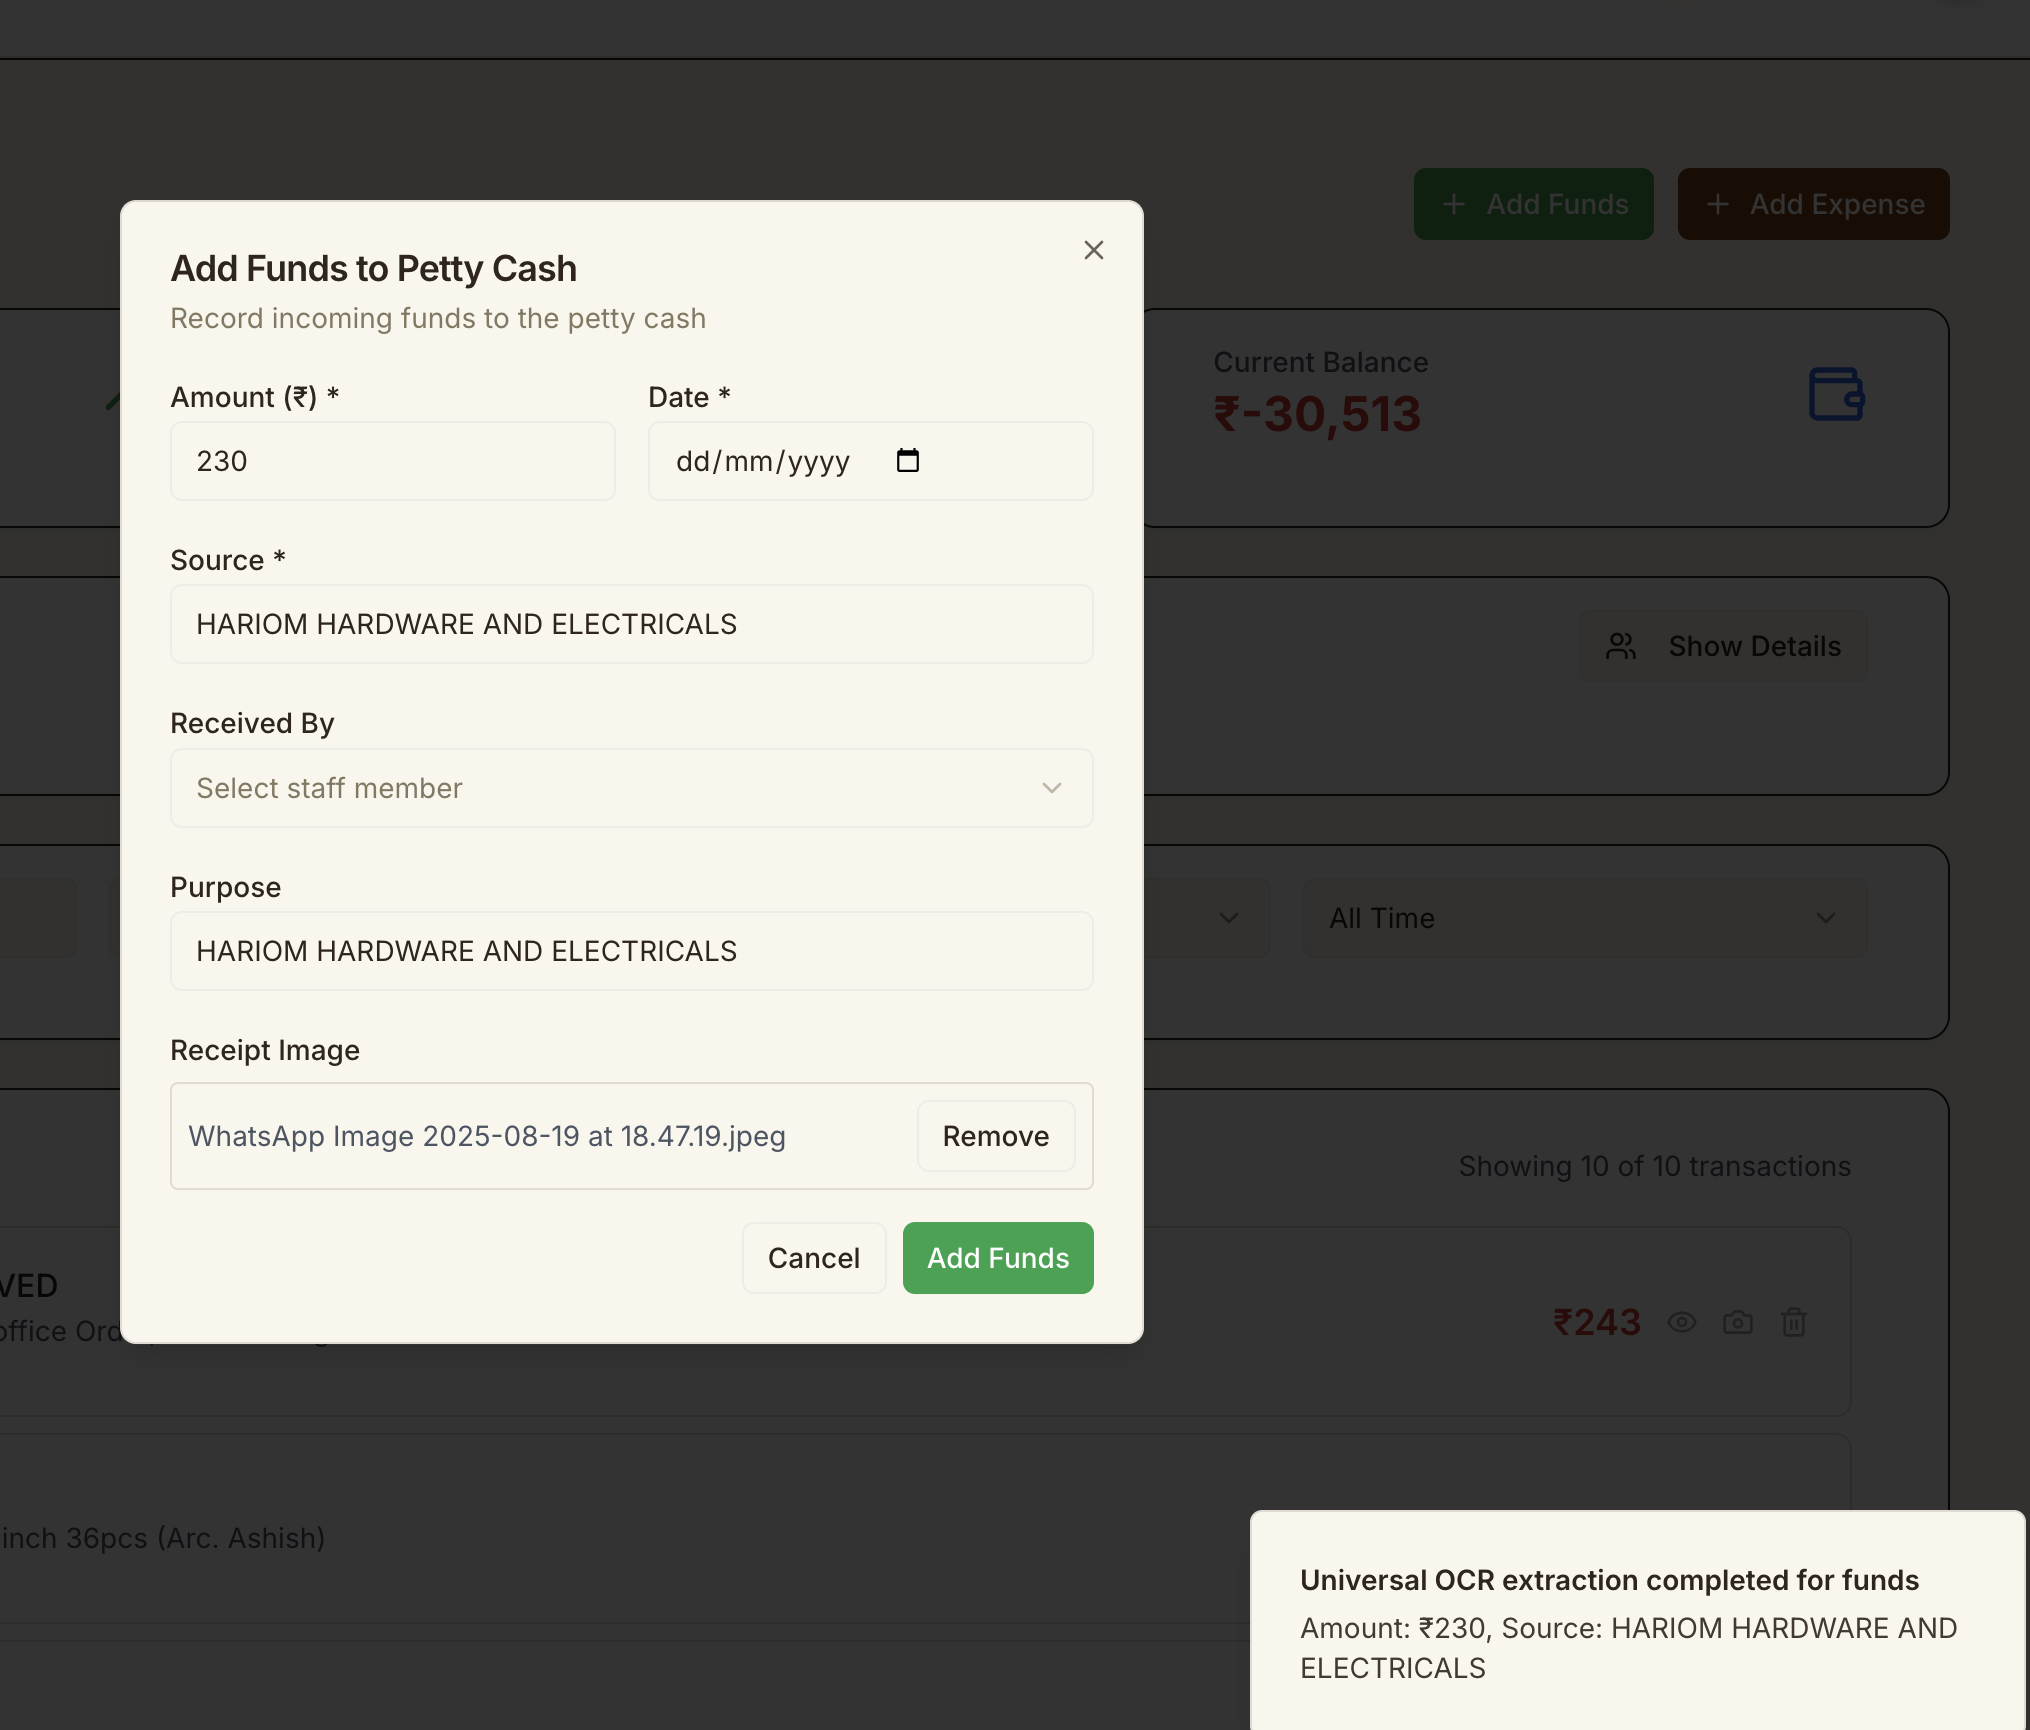 Add Funds
Add Expense
Add Funds to Petty Cash
Record incoming funds to the petty cash
Amount (₹) *
Date *
230
dd/mm/yyyy
Source *
HARIOM HARDWARE AND ELECTRICALS
Received By
Select staff member
Purpose
HARIOM HARDWARE AND ELECTRICALS
Receipt Image
WhatsApp Image 2025-08-19 at 18.47.19.jpeg
Remove
Cancel
Add Funds
Current Balance
₹-30,513
Show Details
All Time
Showing 10 of 10 transactions
VED
office Ord
₹243
inch 36pcs (Arc. Ashish)
Universal OCR extraction completed for funds
Amount: ₹230, Source: HARIOM HARDWARE AND
ELECTRICALS